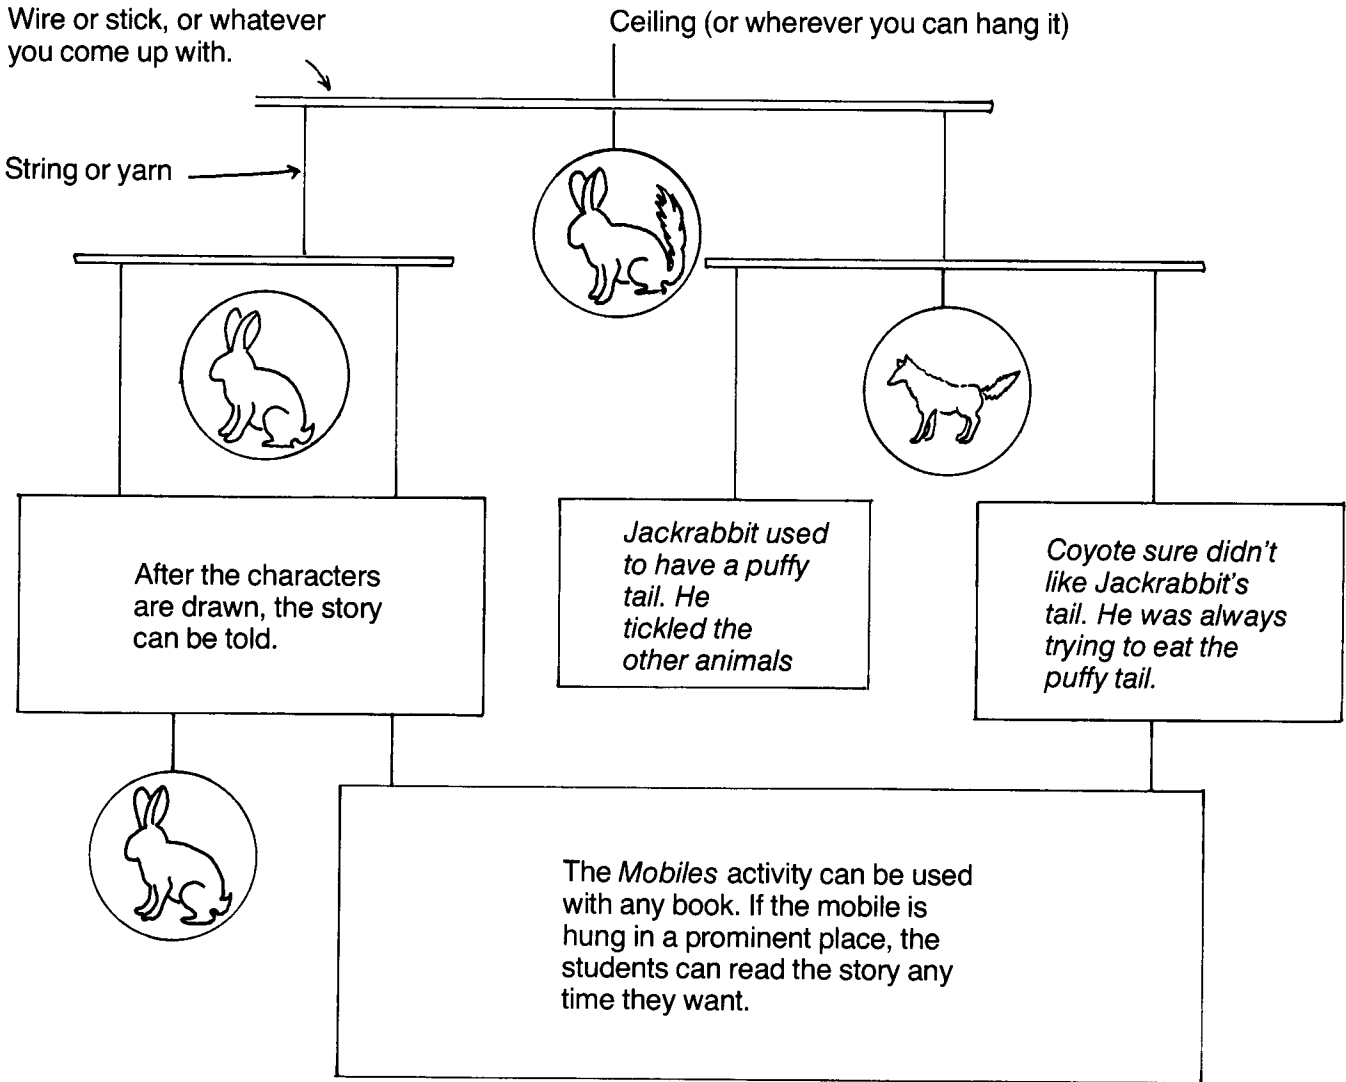 Wire or stick, or whatever
you come up with.
Ceiling (or wherever you can hang it)
String or yarn
After the characters
are drawn, the story
can be told.
Jackrabbit used
to have a puffy
tail. He
tickled the
other animals
Coyote sure didn't
like Jackrabbit's
tail. He was always
trying to eat the
puffy tail.
The Mobiles activity can be used
with any book. If the mobile is
hung in a prominent place, the
students can read the story any
time they want.